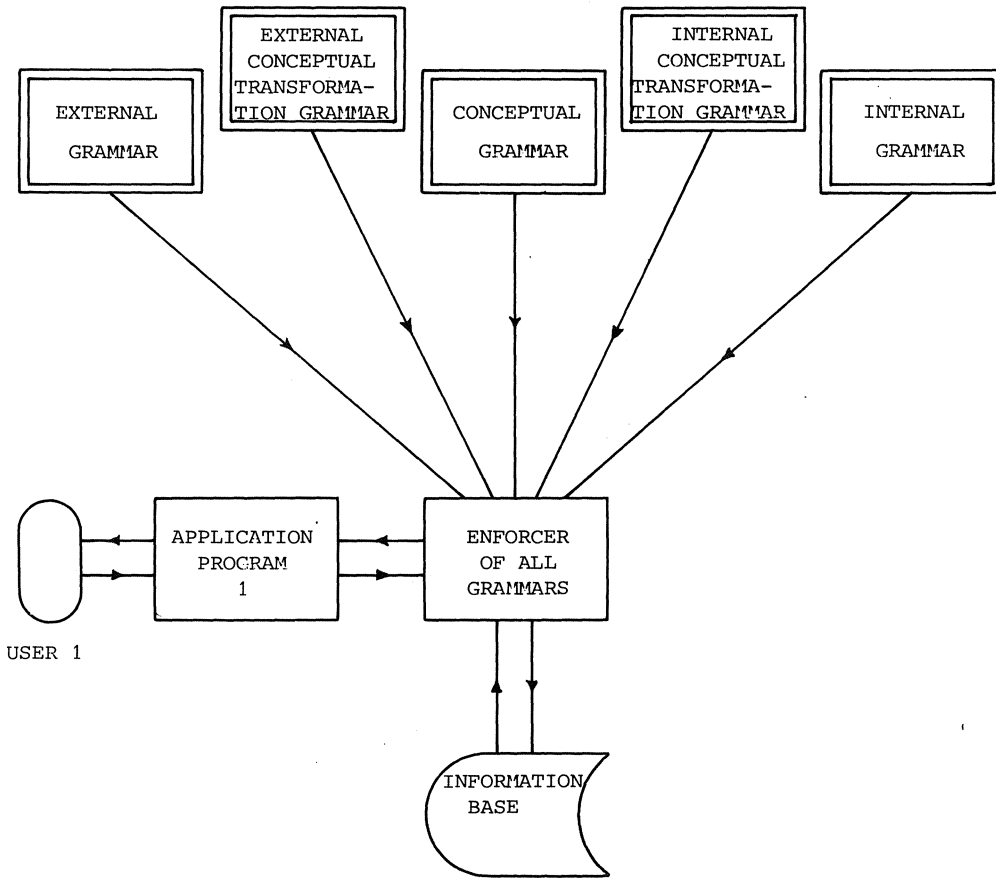 EXTERNAL
CONCEPTUAL
TRANSFORMA-
TION GRAMMAR
INTERNAL
CONCEPTUAL
TRANSFORMA-
TION GRAMMAR
EXTERNAL
GRAMMAR
CONCEPTUAL
GRAMMAR
INTERNAL
GRAMMAR
APPLICATION
PROGRAM
1
ENFORCER
OF ALL
GRAMMARS
USER 1
INFORMATION
BASE